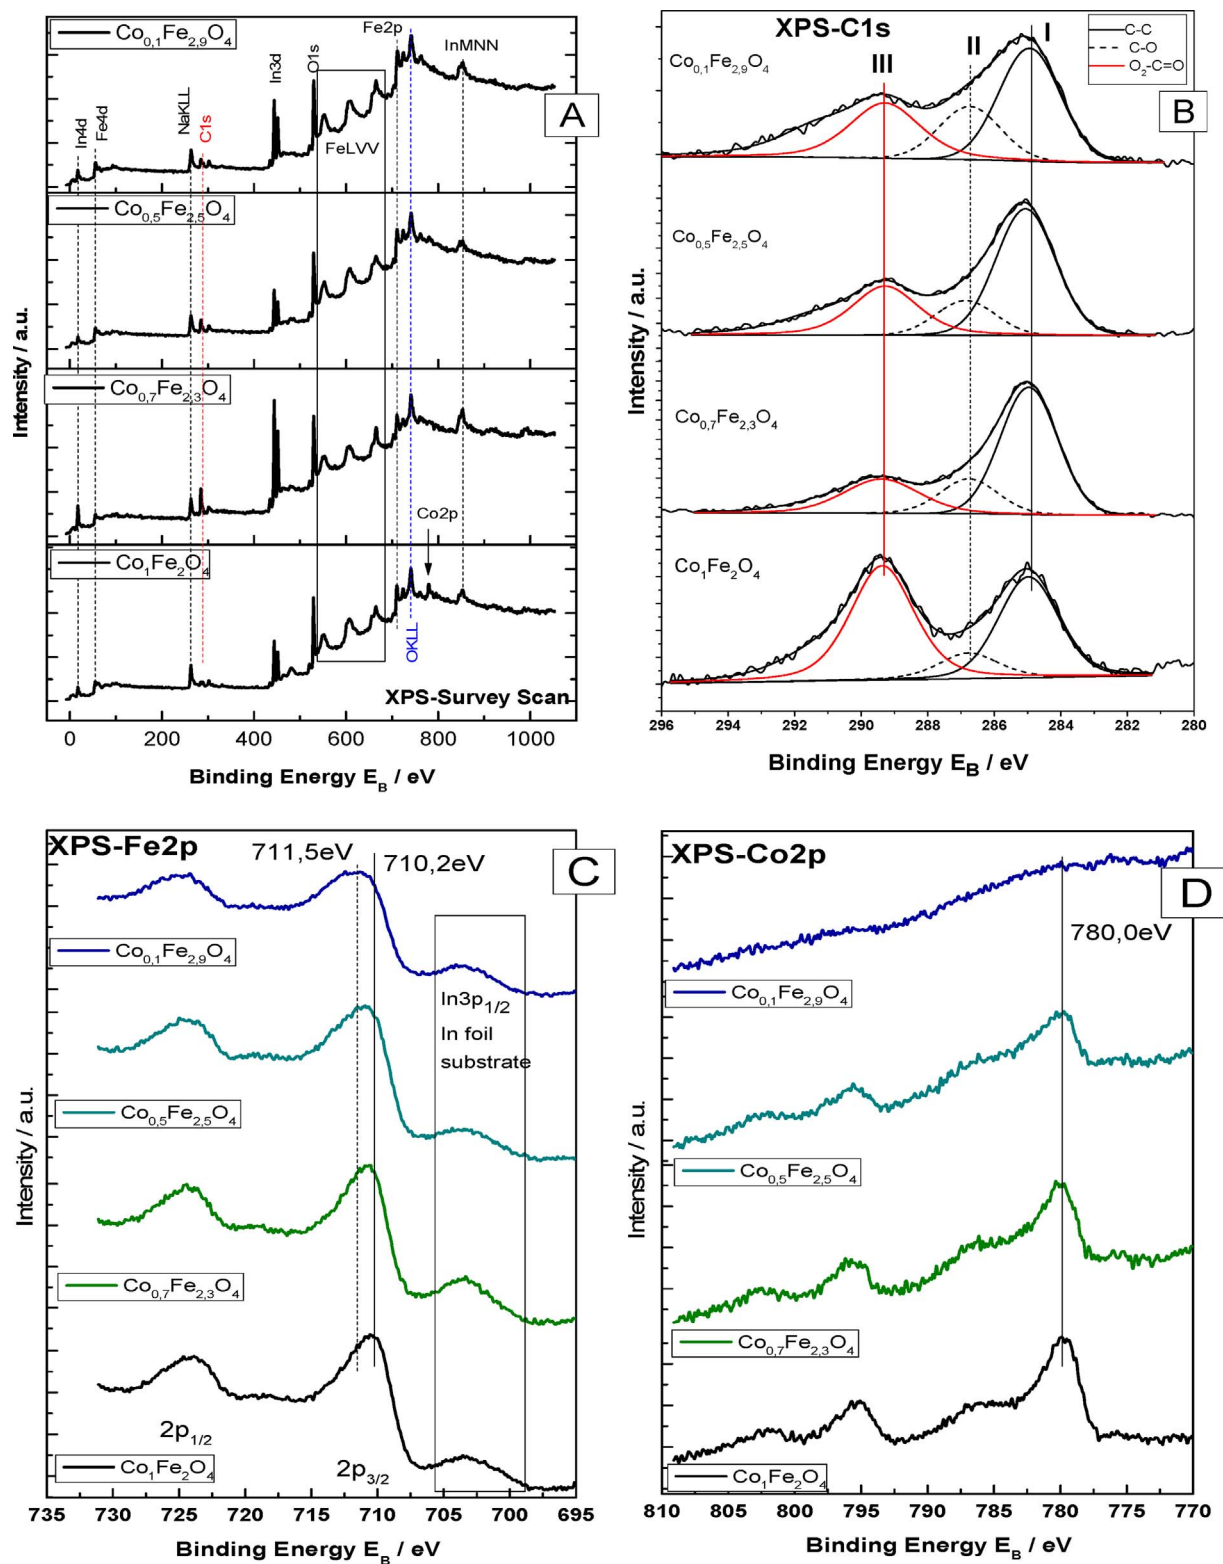 Co0,1Fe2,9O4
A
In4d
Fe4d
NaKLL
C1s
In3d
O1s
FeLVV
Fe2p
InMNN
Co0,5Fe2,5O4
Co0,7Fe2,3O4
Co2p
Co1Fe2O4
OKLL
XPS-Survey Scan
Intensity / a.u.
0 200 400 600 800 1000
Binding Energy EB / eV
XPS-C1s
III
II
I
C-C
C-O
O2-C=O
B
Co0,1Fe2,9O4
Co0,5Fe2,5O4
Co0,7Fe2,3O4
Co1Fe2O4
Intensity / a.u.
296 294 292 290 288 286 284 282 280
Binding Energy EB / eV
XPS-Fe2p
711,5eV
710,2eV
C
Co0,1Fe2,9O4
In3p1/2
In foil
substrate
Co0,5Fe2,5O4
Co0,7Fe2,3O4
2p1/2
2p3/2
Co1Fe2O4
Intensity / a.u.
735 730 725 720 715 710 705 700 695
Binding Energy EB / eV
XPS-Co2p
D
780,0eV
Co0,1Fe2,9O4
Co0,5Fe2,5O4
Co0,7Fe2,3O4
Co1Fe2O4
Intensity / a.u.
810 805 800 795 790 785 780 775 770
Binding Energy EB / eV